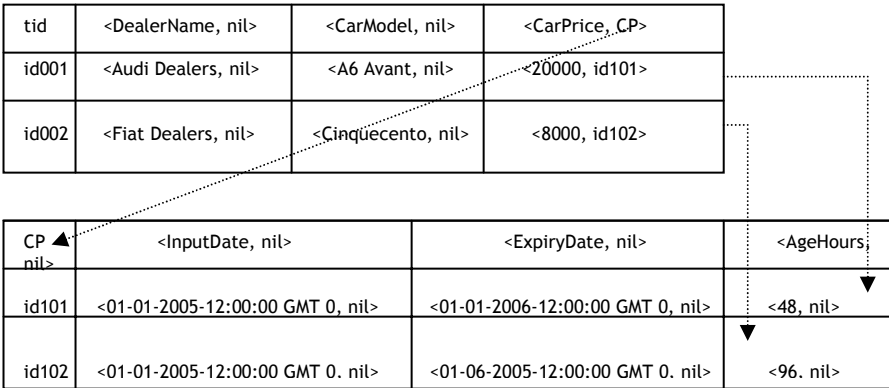 tid <DealerName, nil> <CarModel, nil> <CarPrice, CP>
id001 <Audi Dealers, nil> <A6 Avant, nil> <20000, id101>
id002 <Fiat Dealers, nil> <Cinquecento, nil> <8000, id102>
CP <InputDate, nil> <ExpiryDate, nil> <AgeHours,
nil>
id101 <01-01-2005-12:00:00 GMT 0, nil> <01-01-2006-12:00:00 GMT 0, nil> <48, nil>
id102 <01-01-2005-12:00:00 GMT 0, nil> <01-06-2005-12:00:00 GMT 0, nil> <96, nil>